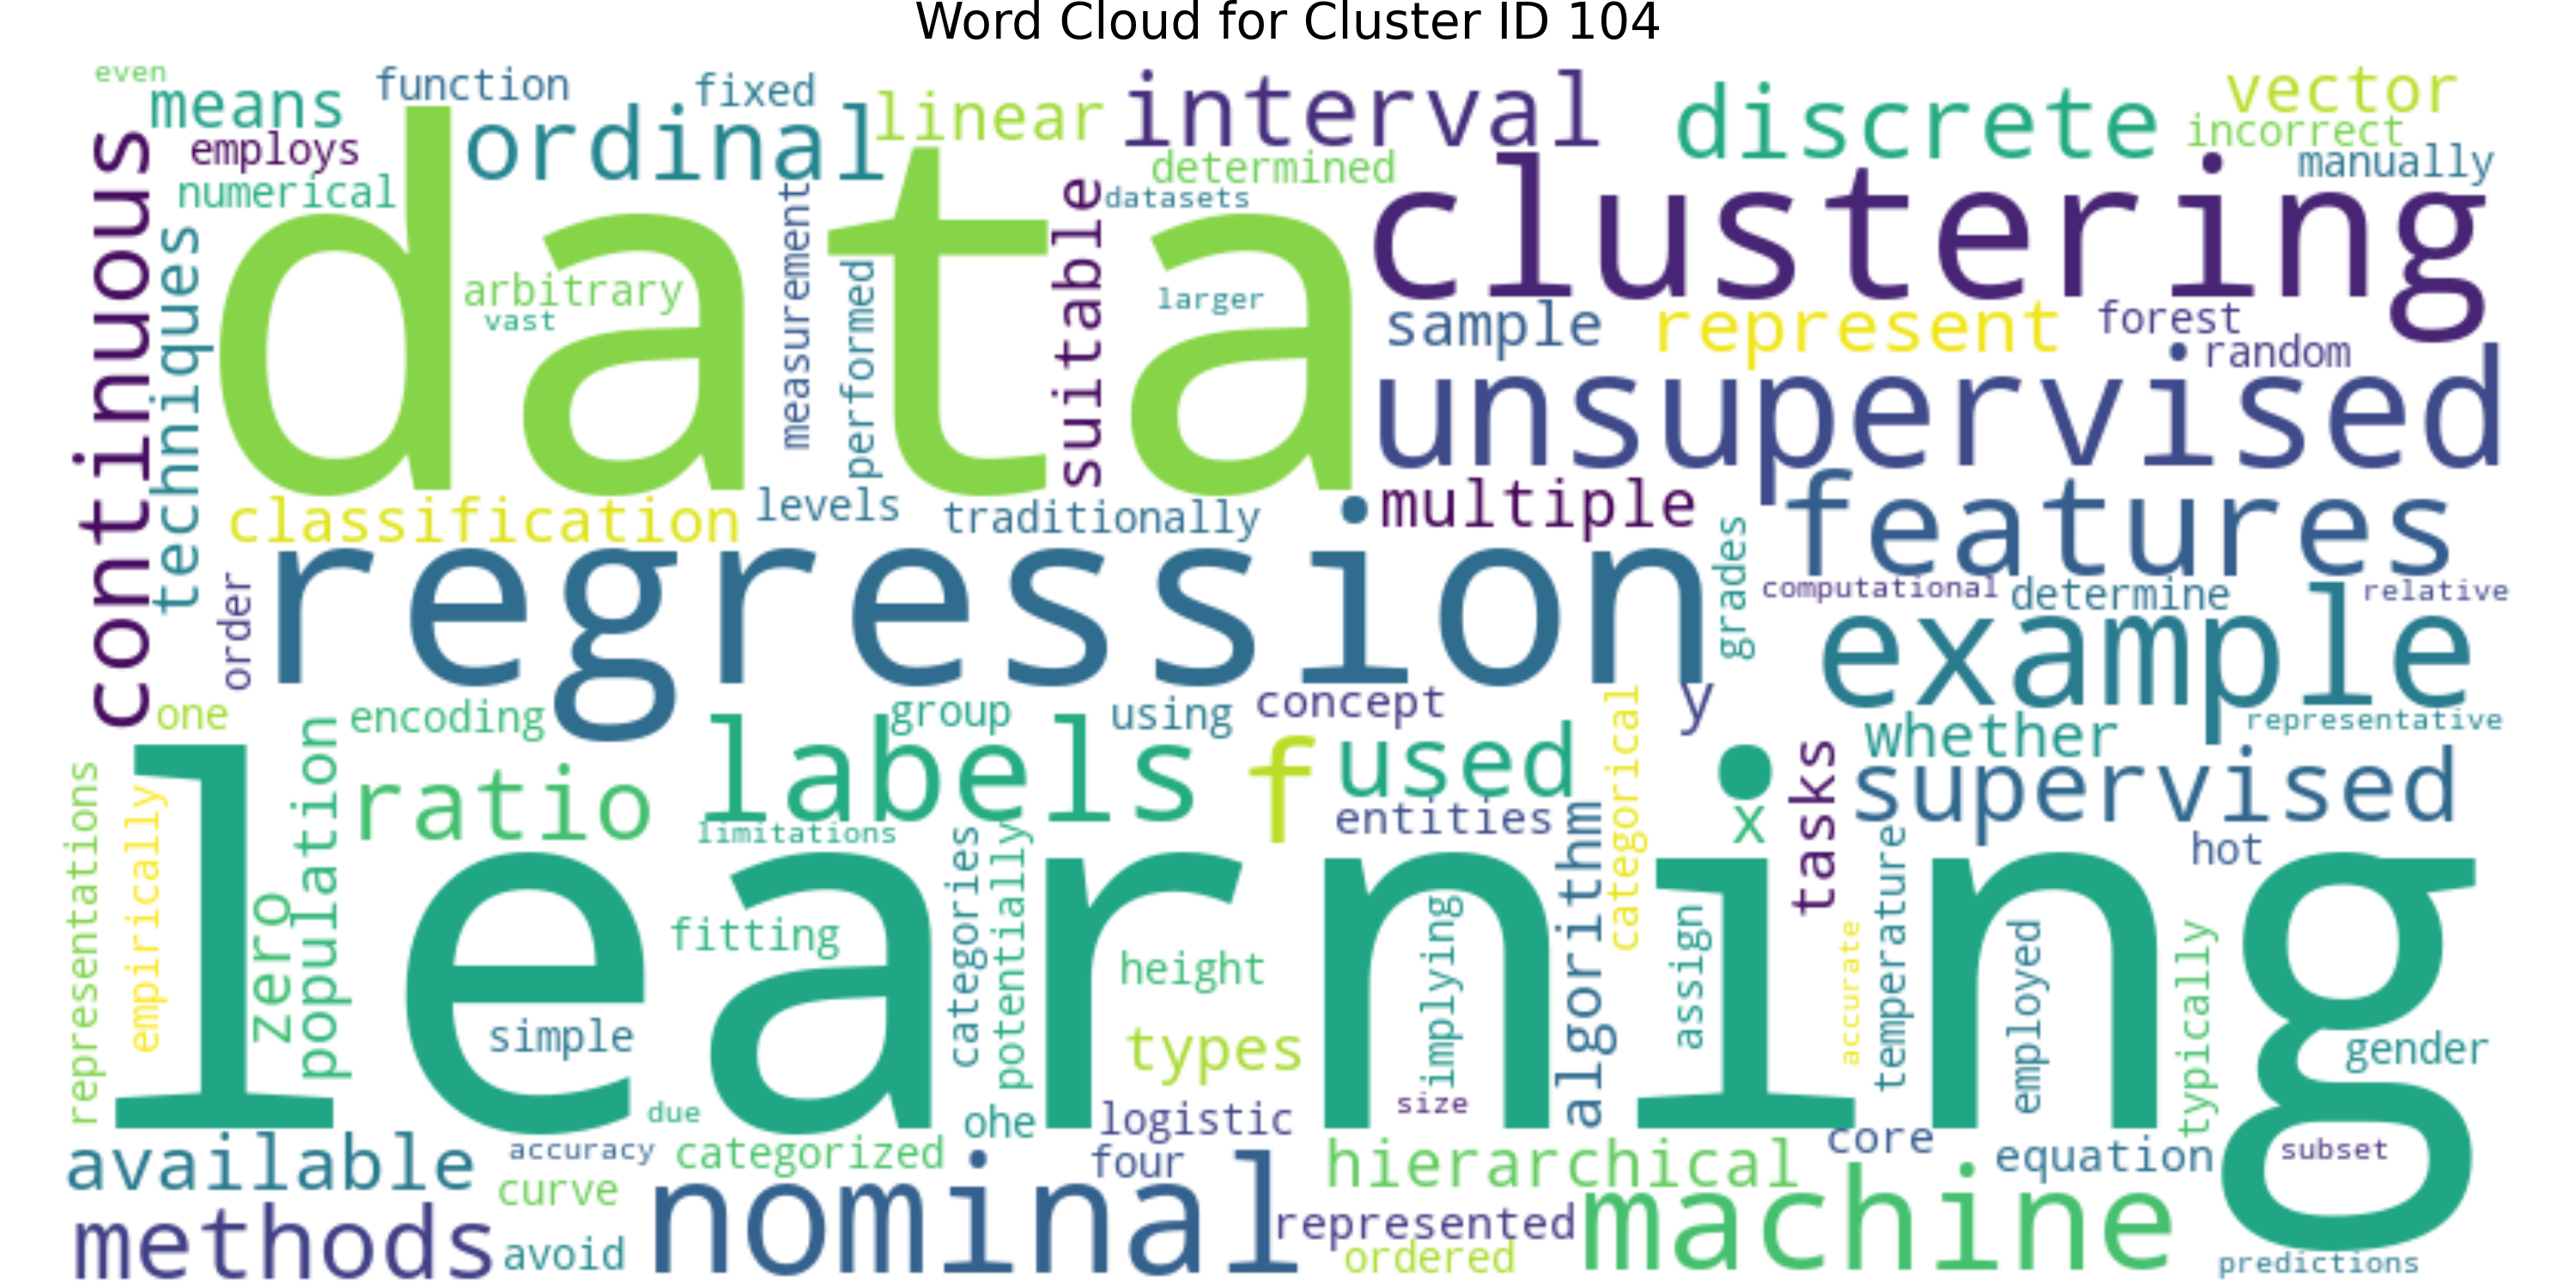 Word Cloud for Cluster ID 104
even
means
function
fixed
linear
interval
discrete
vector
incorrect
manually
employs
ordinal
determined
numerical
datasets
continuous
techniques
data
arbitrary
vast
measurement
performed
suitable
larger
clustering
sample
represent
forest
random
unsupervised
classification
levels
traditionally
multiple
features
order
regression
grades
computational
determine
relative
example
one
encoding
group
using
concept
y
representative
whether
labels
f
used
categorical
x
tasks
supervised
representations
empirically
zero
population
ratio
limitations
entities
hot
learning
fitting
categories
potentially
height
implying
algorithm
assign
accurate
temperature
employed
typically
simple
types
gender
due
ohe
logistic
size
core
equation
subset
available
accuracy
categorized
four
hierarchical
curve
methods
avoid
nominal
represented
ordered
machine
predictions